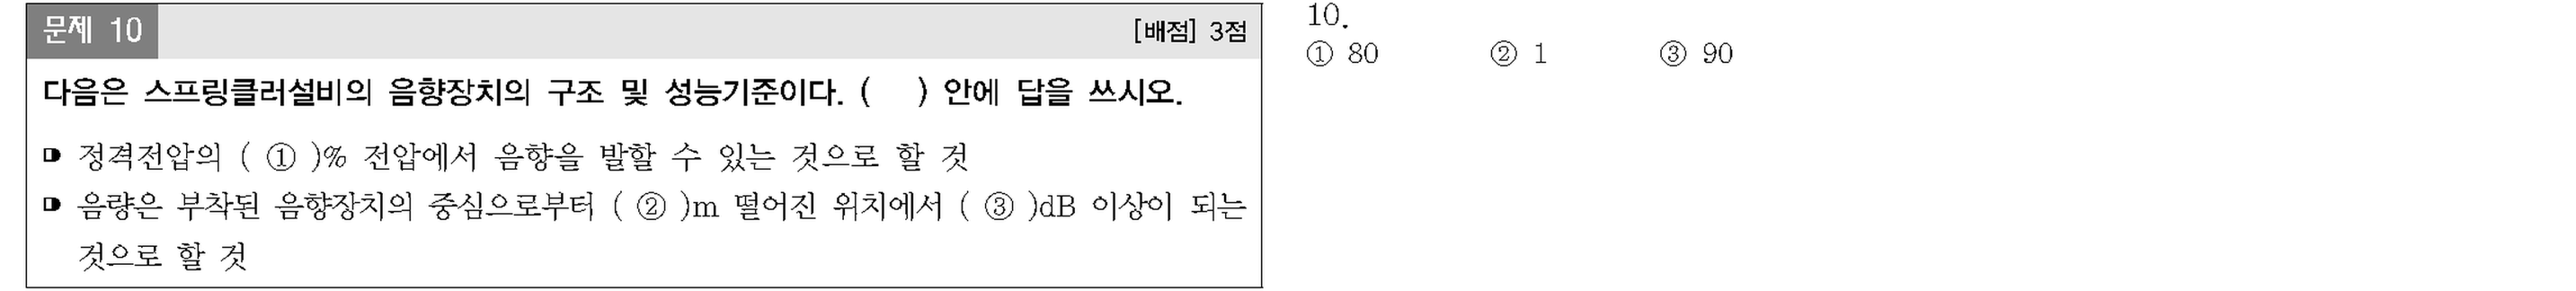 문제 10
[배점] 3점
다음은 스프링클러설비의 음향장치의 구조 및 성능기준이다. (   ) 안에 답을 쓰시오.
정격전압의 ( ① )% 전압에서 음향을 발할 수 있는 것으로 할 것
음량은 부착된 음향장치의 중심으로부터 ( ② )m 떨어진 위치에서 ( ③ )dB 이상이 되는
것으로 할 것
10.
① 80 ② 1 ③ 90